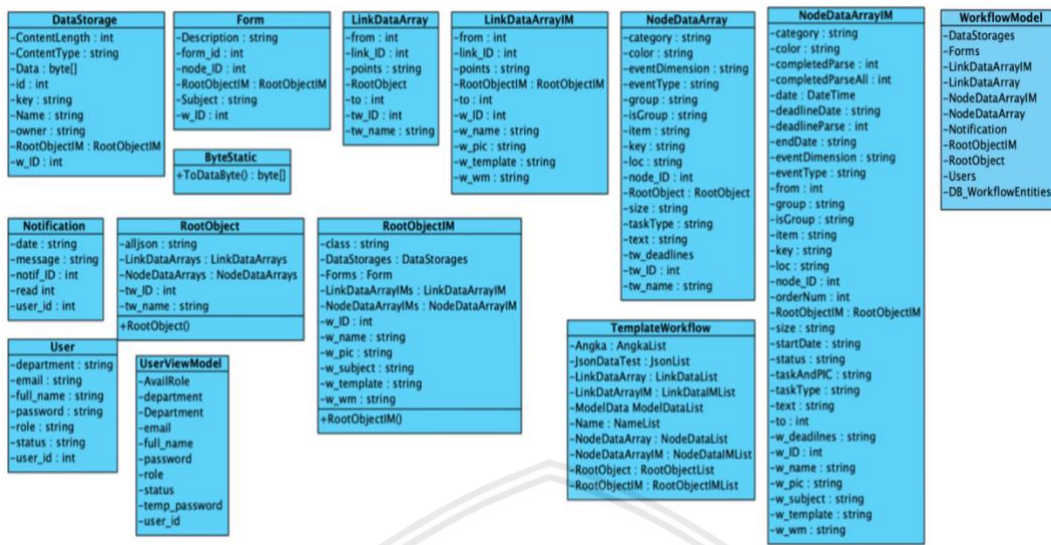 DataStorage
-ContentLength : int
-ContentType : string
-Data : byte[]
-id : int
-key : string
-Name : string
-owner : string
-RootObjectIM : RootObjectIM
-w_ID : int
Form
-Description : string
-form_id : int
-node_ID : int
-RootObjectIM : RootObjectIM
-Subject : string
-w_ID : int
ByteStatic
+ToDataByte() : byte[]
LinkDataArray
-from : int
-link_ID : int
-points : string
-RootObject
-to : int
-tw_ID : int
-tw_name : string
LinkDataArrayIM
-from : int
-link_ID : int
-points : string
-RootObjectIM : RootObjectIM
-to : int
-w_ID : int
-w_name : string
-w_pic : string
-w_template : string
-w_wm : string
NodeDataArray
-category : string
-color : string
-eventDimension : string
-eventType : string
-group : string
-isGroup : string
-item : string
-key : string
-loc : string
-node_ID : int
-RootObject : RootObject
-size : string
-taskType : string
-text : string
-tw_deadlines
-tw_ID : int
-tw_name : string
NodeDataArrayIM
-category : string
-color : string
-completedParse : int
-completedParseAll : int
-date : DateTime
-deadlineDate : string
-deadlineParse : int
-endDate : string
-eventDimension : string
-eventType : string
-from : int
-group : string
-isGroup : string
-item : string
-key : string
-loc : string
-node_ID : int
-orderNum : int
-RootObjectIM : RootObjectIM
-size : string
-startDate : string
-status : string
-taskAndPIC : string
-taskType : string
-text : string
-to : int
-w_deadilnes : string
-w_ID : int
-w_name : string
-w_pic : string
-w_subject : string
-w_template : string
-w_wm : string
WorkflowModel
-DataStorages
-Forms
-LinkDataArrayIM
-LinkDataArray
-NodeDataArrayIM
-NodeDataArray
-Notification
-RootObjectIM
-RootObject
-Users
-DB_WorkflowEntities
Notification
-date : string
-message : string
-notif_ID : int
-read int
-user_id : int
RootObject
-alljson : string
-LinkDataArrays : LinkDataArrays
-NodeDataArrays : NodeDataArrays
-tw_ID : int
-tw_name : string
+RootObject()
RootObjectIM
-class : string
-DataStorages : DataStorages
-Forms : Form
-LinkDataArrayIMs : LinkDataArrayIM
-NodeDataArrayIMs : NodeDataArrayIM
-w_ID : int
-w_name : string
-w_pic : string
-w_subject : string
-w_template : string
-w_wm : string
+RootObjectIM()
User
-department : string
-email : string
-full_name : string
-password : string
-role : string
-status : string
-user_id : int
UserViewModel
-AvailRole
-department
-Department
-email
-full_name
-password
-role
-status
-temp_password
-user_id
TemplateWorkflow
-Angka : AngkaList
-JsonDataTest : JsonList
-LinkDataArray : LinkDataList
-LinkDatArrayIM : LinkDataIMList
-ModelData ModelDataList
-Name : NameList
-NodeDataArray : NodeDataList
-NodeDataArrayIM : NodeDataIMList
-RootObject : RootObjectList
-RootObjectIM : RootObjectIMList